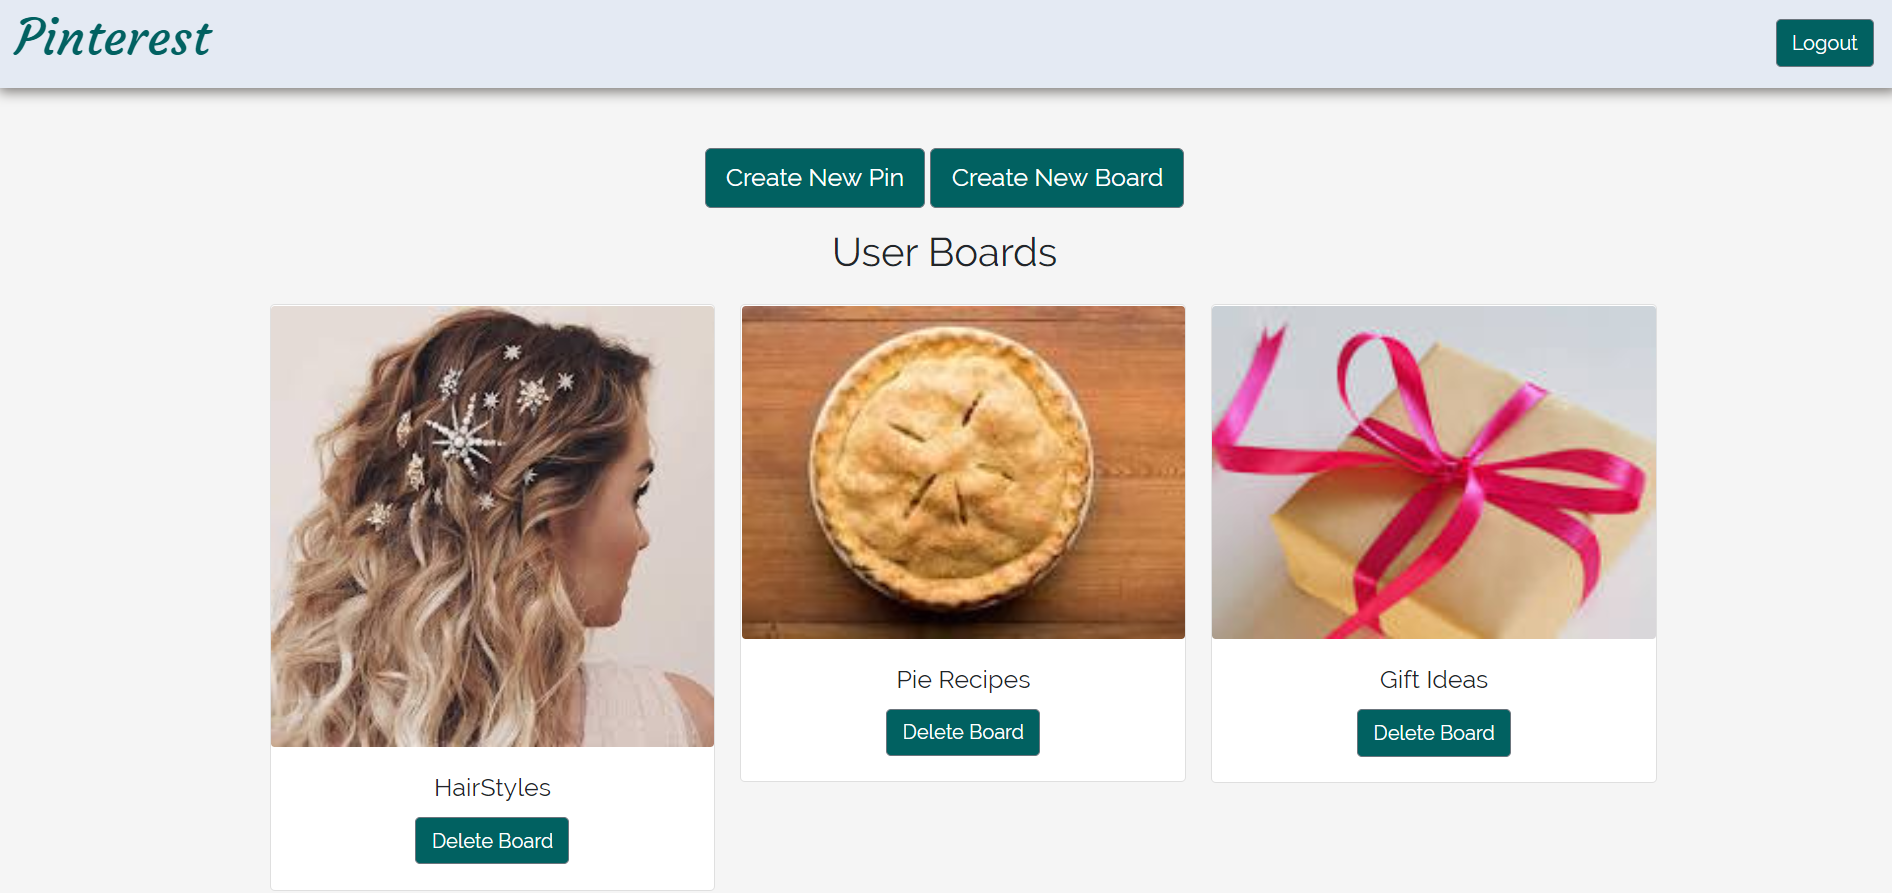 Pinterest
Logout
Create New Pin
Create New Board
User Boards
HairStyles
Delete Board
Pie Recipes
Delete Board
Gift Ideas
Delete Board